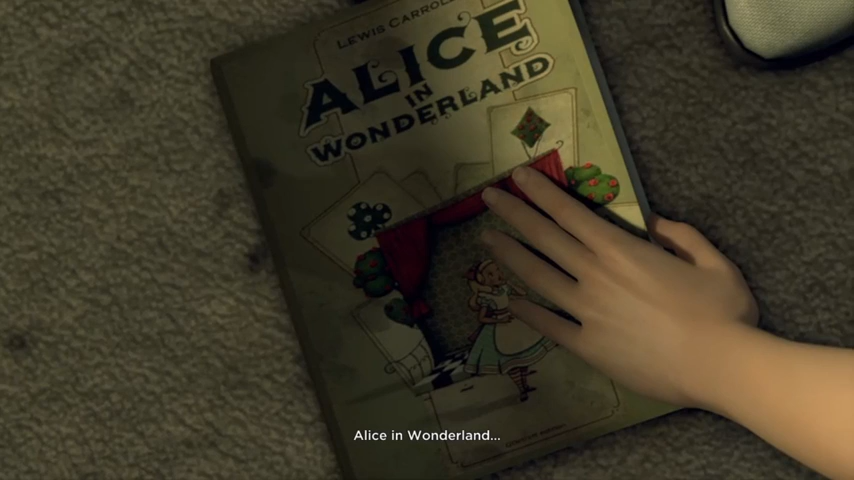 LEWIS CARROLL
ALICE
IN
WONDERLAND
Alice in Wonderland...